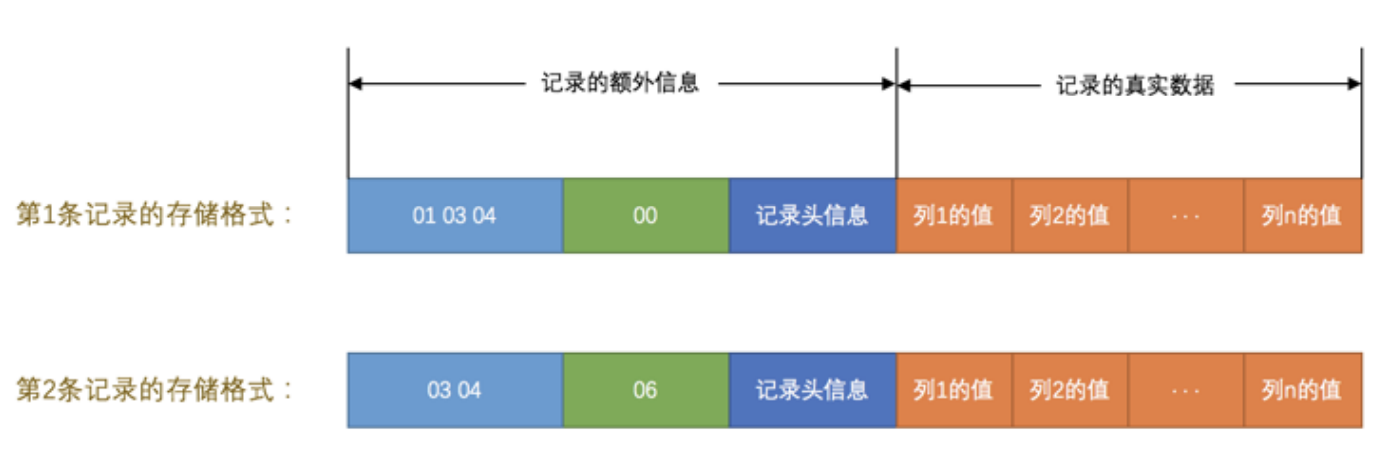 记录的额外信息 记录的真实数据
第1条记录的存储格式： 01 03 04 00 记录头信息 列1的值 列2的值 ··· 列n的值
第2条记录的存储格式： 03 04 06 记录头信息 列1的值 列2的值 ··· 列n的值